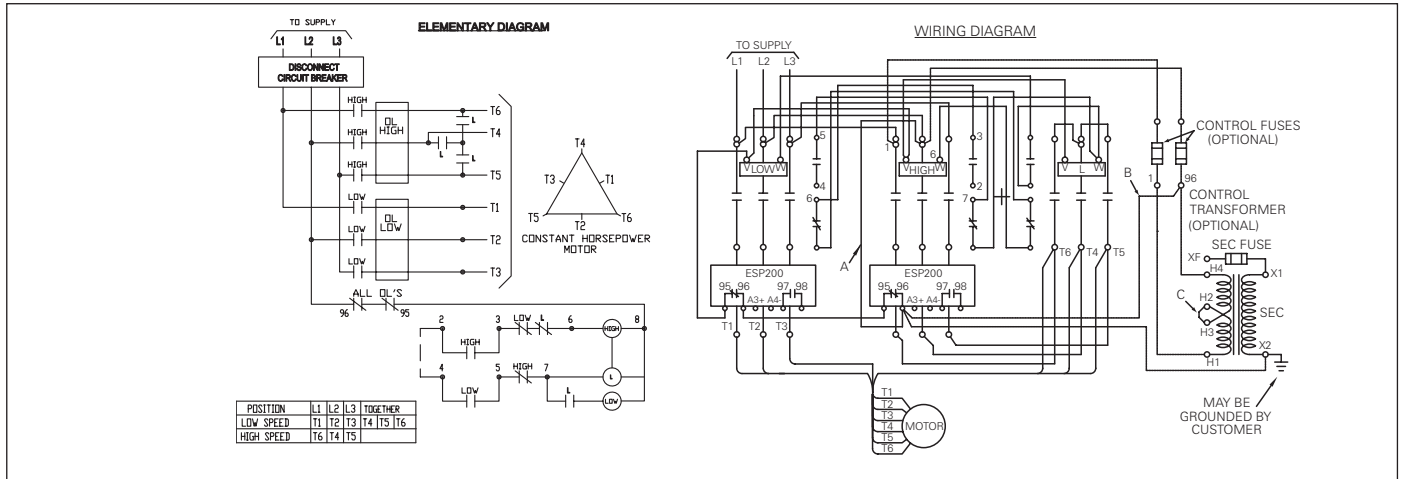 TO SUPPLY
L1 L2 L3
ELEMENTARY DIAGRAM
DISCONNECT
CIRCUIT BREAKER
HIGH
OL
HIGH
T6
L
HIGH
T4
L
L
HIGH
T5
LOW
OL
LOW
T1
LOW
T2
LOW
T3
T4
T3 T1
T5 T6
T2
CONSTANT HORSEPOWER
MOTOR
ALL OL'S
96 95
2 3 LOW L 6 HIGH 8
HIGH
4 5 HIGH 7 L
LOW L LOW
POSITION L1 L2 L3 TOGETHER
LOW SPEED T1 T2 T3 T4 T5 T6
HIGH SPEED T6 T4 T5
WIRING DIAGRAM
TO SUPPLY
L1 L2 L3
5 1 3
V LOW W
V HIGH W
6
V L W
4 2
6 7
A
B
ESP200
95 96 97 98
A3+ A4-
ESP200
95 96 97 98
A3+ A4-
T1 T2 T3
T6 T4 T5
CONTROL FUSES
(OPTIONAL)
1 96
CONTROL
TRANSFORMER
(OPTIONAL)
SEC FUSE
XF
H4 X1
C H2
SEC
H3
H1 X2
MAY BE
GROUNDED BY
CUSTOMER
T1
T2
T3
T4
T5
T6
MOTOR